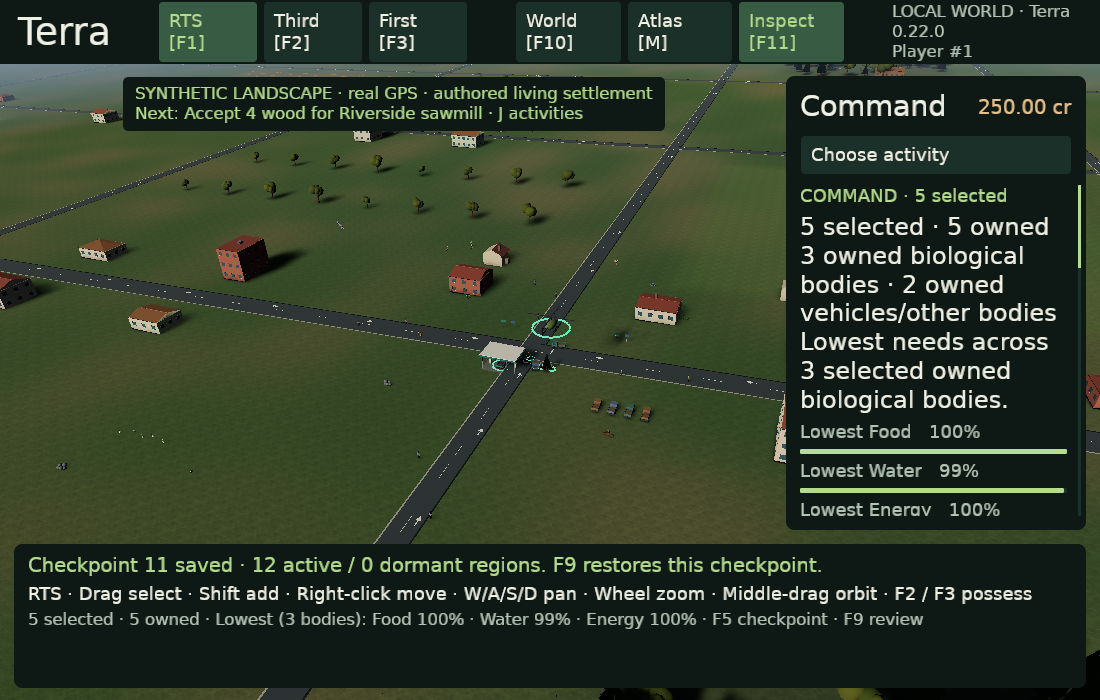 Terra
RTS
[F1]
Third
[F2]
First
[F3]
World
[F10]
Atlas
[M]
Inspect
[F11]
LOCAL WORLD · Terra
0.22.0
Player #1
SYNTHETIC LANDSCAPE · real GPS · authored living settlement
Next: Accept 4 wood for Riverside sawmill · J activities
Command 250.00 cr
Choose activity
COMMAND · 5 selected
5 selected · 5 owned
3 owned biological
bodies · 2 owned
vehicles/other bodies
Lowest needs across
3 selected owned
biological bodies.
Lowest Food 100%
Lowest Water 99%
Lowest Energy 100%
Checkpoint 11 saved · 12 active / 0 dormant regions. F9 restores this checkpoint.
RTS · Drag select · Shift add · Right-click move · W/A/S/D pan · Wheel zoom · Middle-drag orbit · F2 / F3 possess
5 selected · 5 owned · Lowest (3 bodies): Food 100% · Water 99% · Energy 100% · F5 checkpoint · F9 review